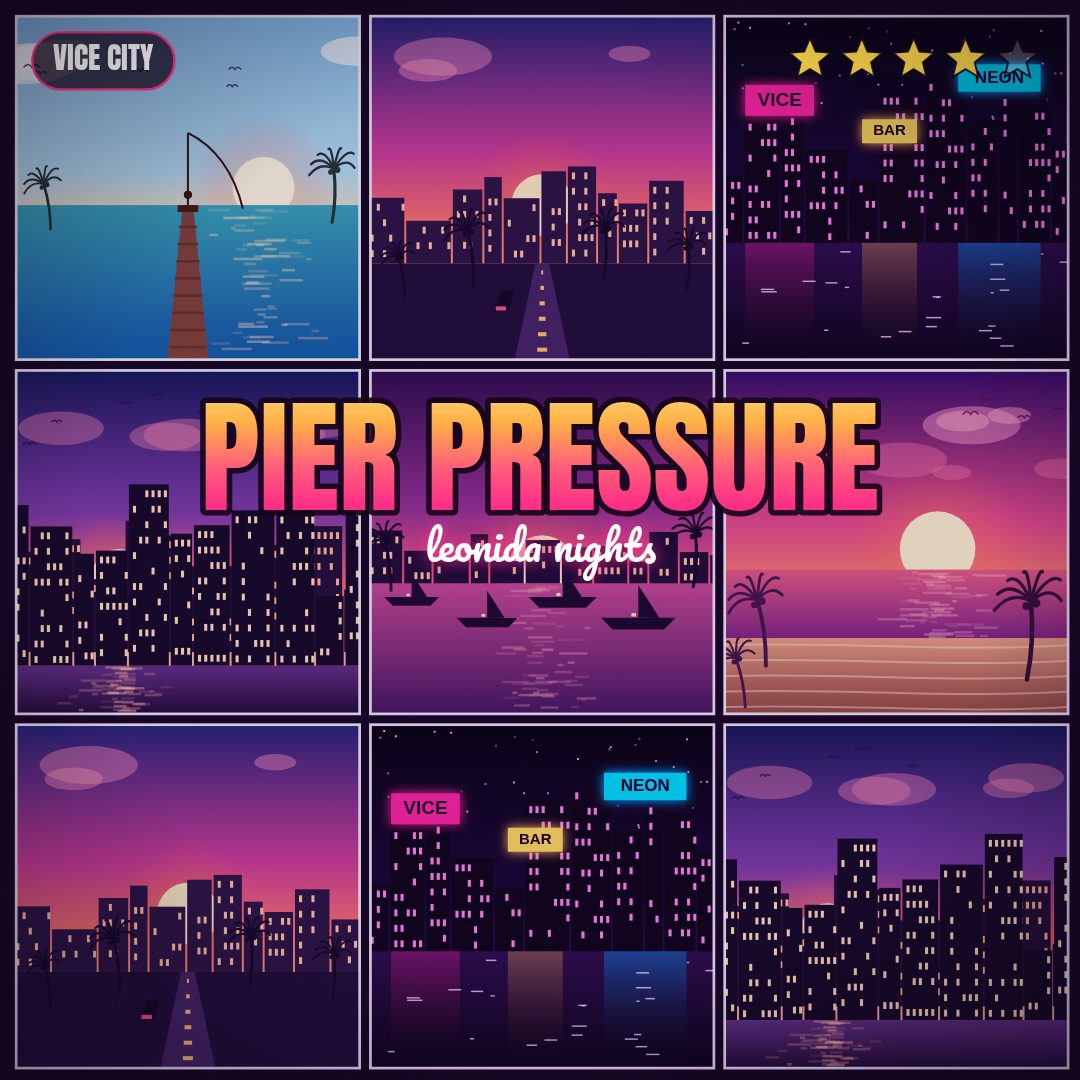 VICE CITY
NEON
VICE
BAR
PIER PRESSURE
leonida nights
NEON
VICE
BAR